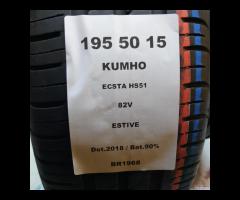 195 50 15
KUMHO
ECSTA HS51
82V
ESTIVE
Dot.2018 / Bat.90%
BR1968